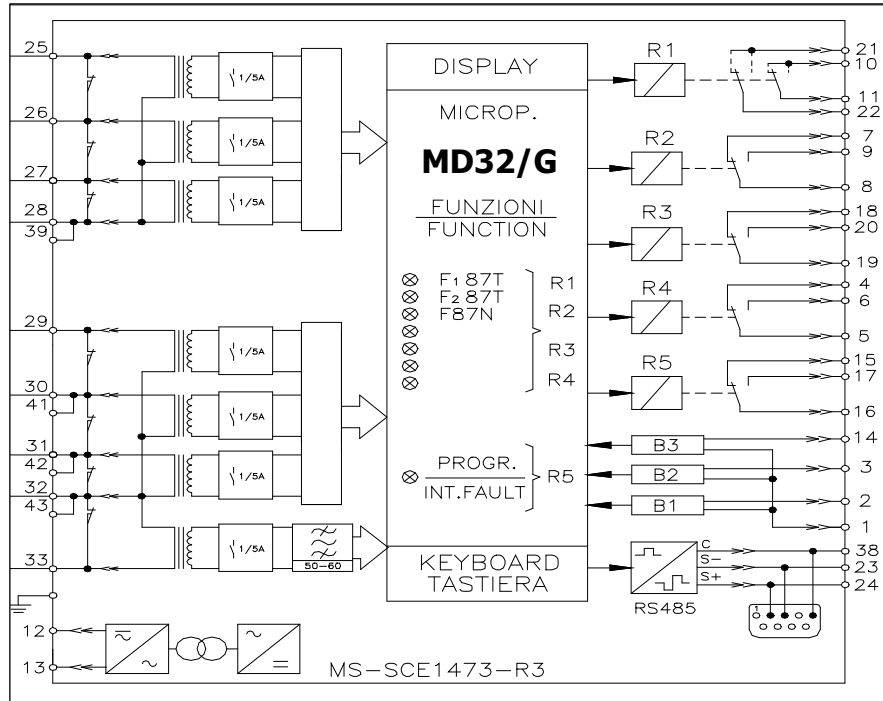 25
26
27
28
39
29
30
41
31
42
32
43
33
12
13
1/5A
1/5A
1/5A
1/5A
1/5A
1/5A
1/5A
50-60
DISPLAY
MICROP.
MD32/G
FUNZIONI
FUNCTION
F1 87T
F2 87T
F87N
R1
R2
R3
R4
PROGR.
INT.FAULT
R5
KEYBOARD
TASTIERA
R1
R2
R3
R4
R5
B3
B2
B1
RS485
C
S-
S+
1
21
10
11
22
7
9
8
18
20
19
4
6
5
15
17
16
14
3
2
1
38
23
24
MS-SCE1473-R3